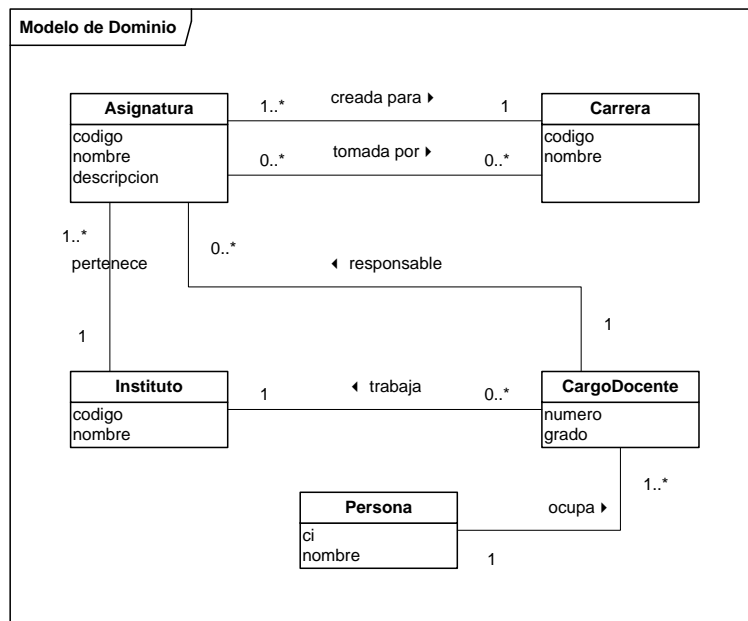 Modelo de Dominio
Asignatura
codigo
nombre
descripcion
1..* creada para 1
0..* tomada por 0..*
Carrera
codigo
nombre
1..*
pertenece
1
0..*
responsable
1
Instituto
codigo
nombre
1 trabaja 0..*
CargoDocente
numero
grado
1..*
ocupa
1
Persona
ci
nombre